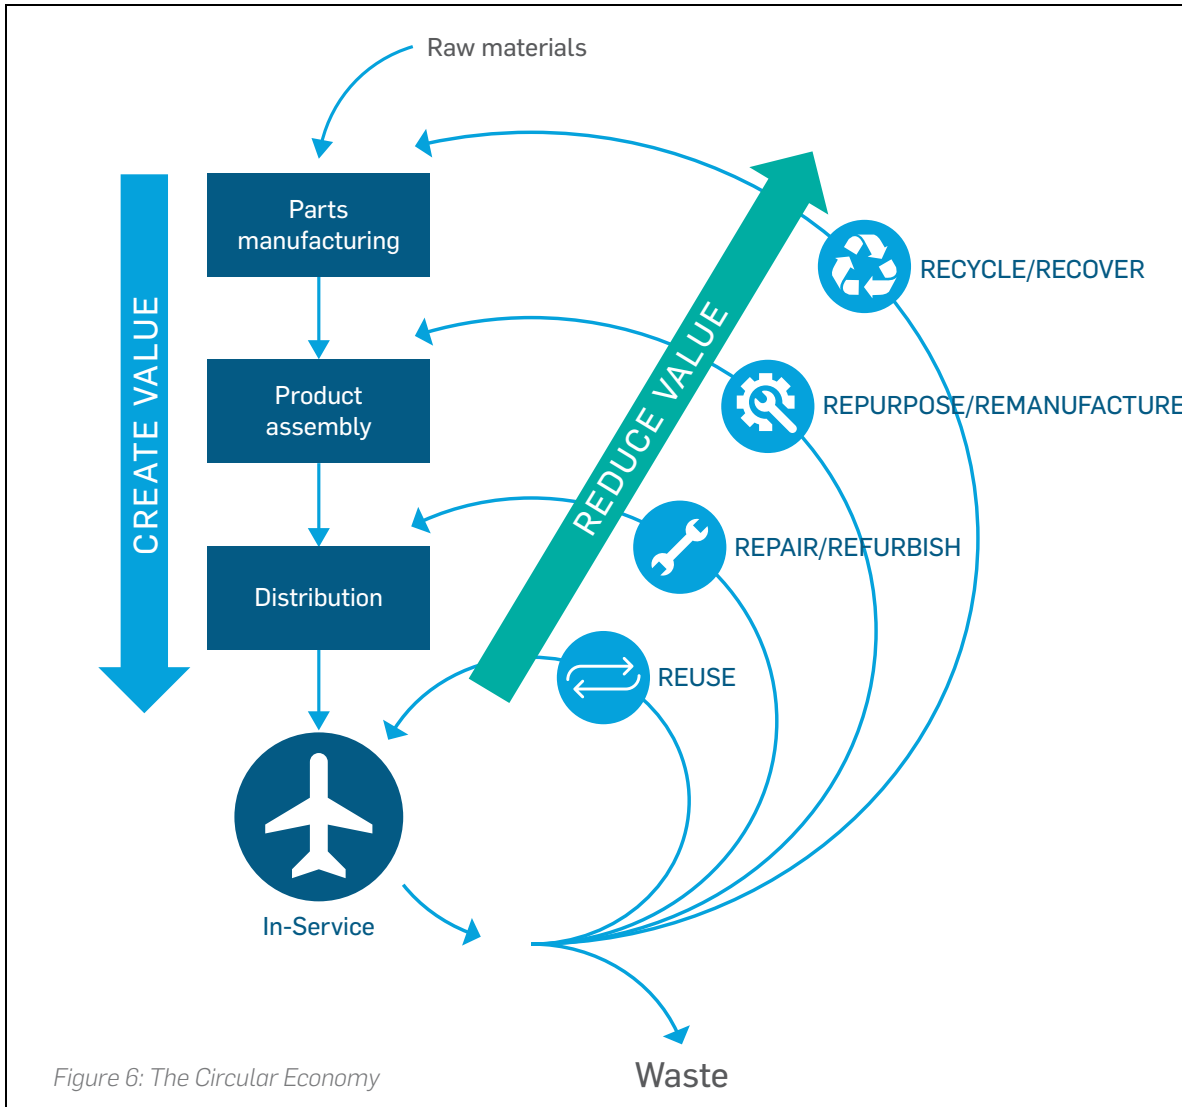 Raw materials
Parts
manufacturing
RECYCLE/RECOVER
CREATE VALUE
REDUCE VALUE
Product
assembly
REPURPOSE/REMANUFACTURE
REPAIR/REFURBISH
Distribution
REUSE
In-Service
Waste
Figure 6: The Circular Economy